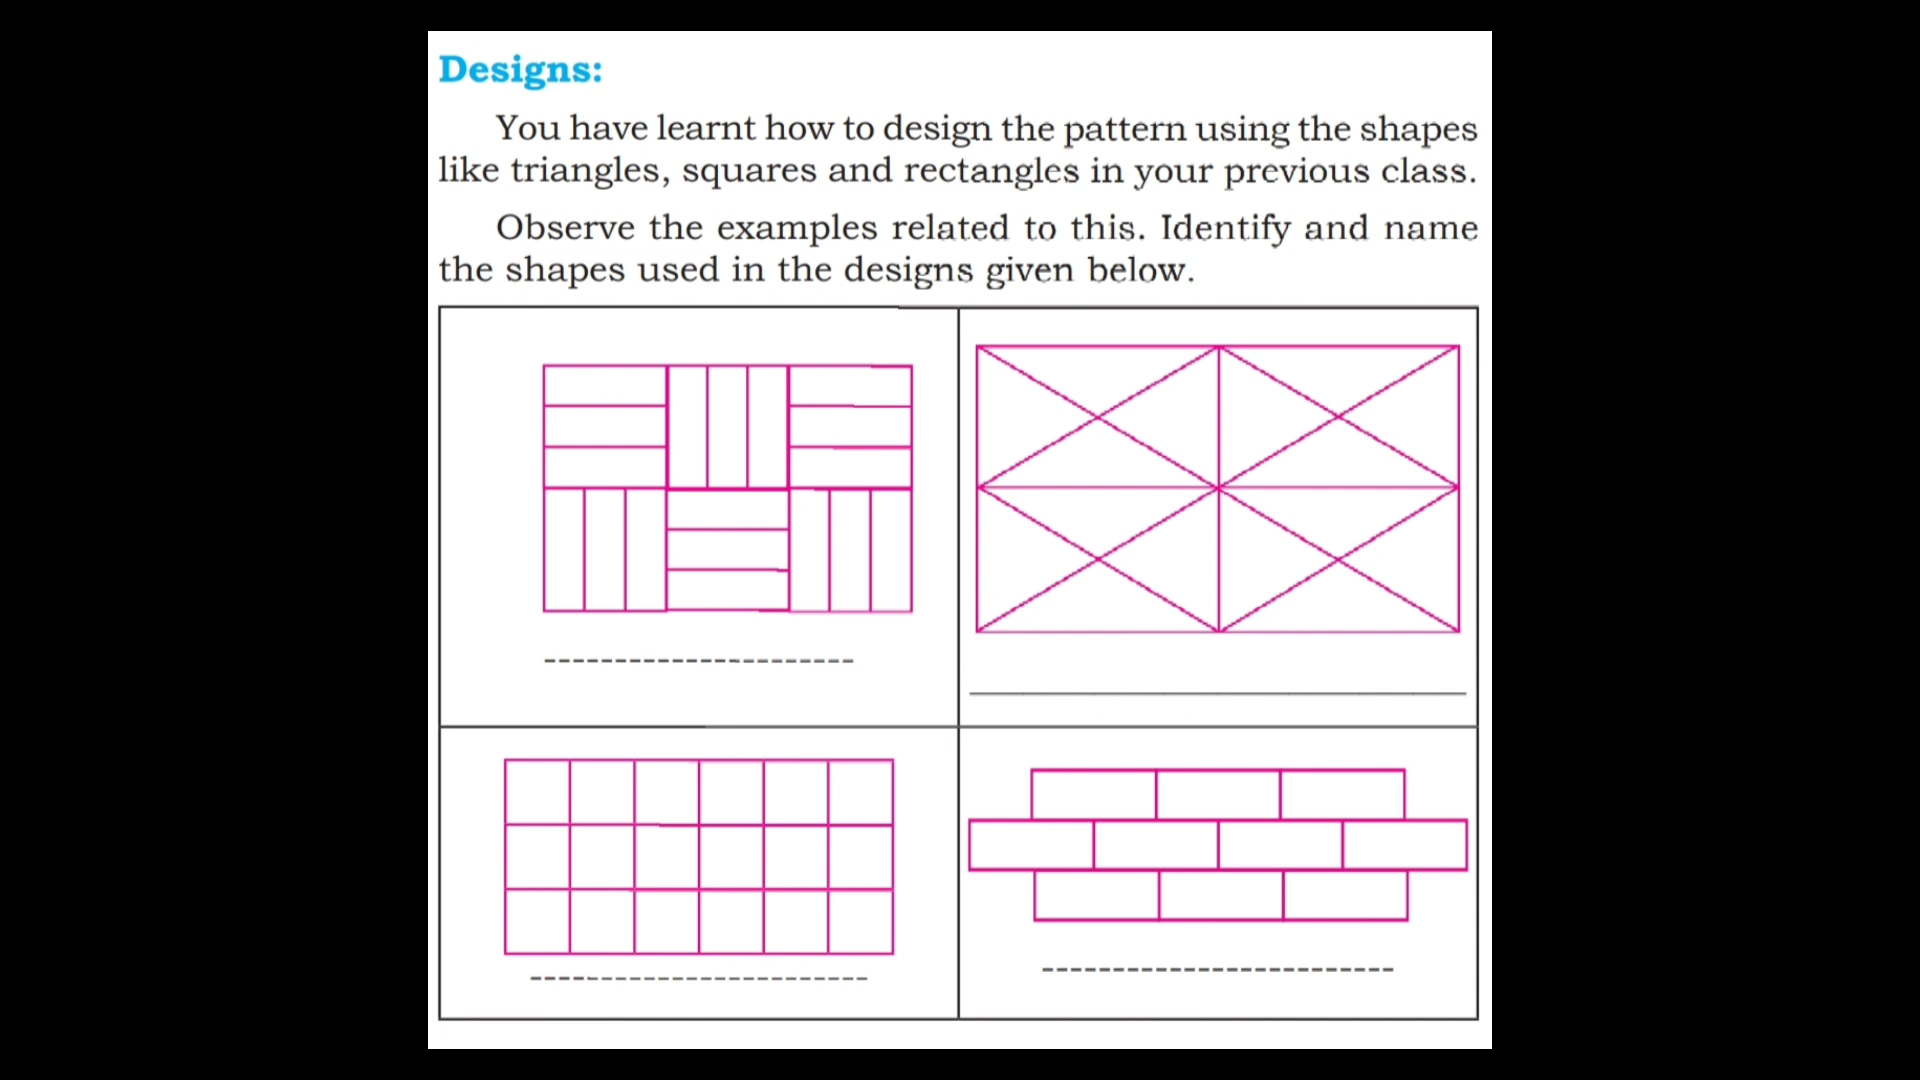 Designs:
You have learnt how to design the pattern using the shapes
like triangles, squares and rectangles in your previous class.
Observe the examples related to this. Identify and name
the shapes used in the designs given below.